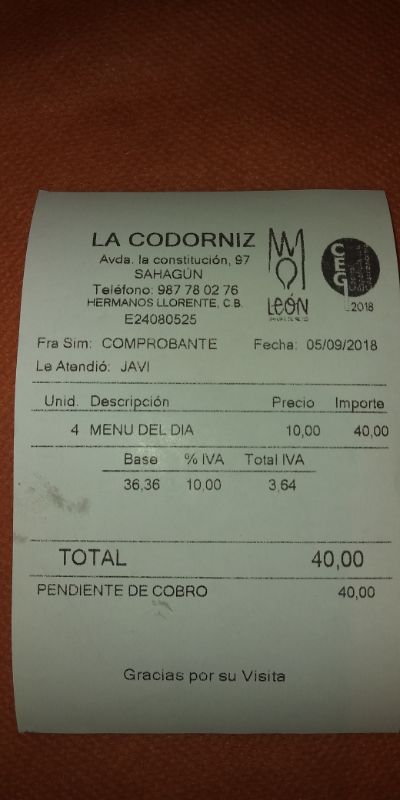 LA CODORNIZ
Avda. la constitución, 97
SAHAGÚN
Teléfono: 987 78 02 76
HERMANOS LLORENTE, C.B.
E24080525
LEÓN
CEG
2018
Fra Sim: COMPROBANTE Fecha: 05/09/2018
Le Atendió: JAVI
Unid. Descripción Precio Importe
4 MENU DEL DIA 10,00 40,00
Base % IVA Total IVA
36,36 10,00 3,64
TOTAL 40,00
PENDIENTE DE COBRO 40,00
Gracias por su Visita